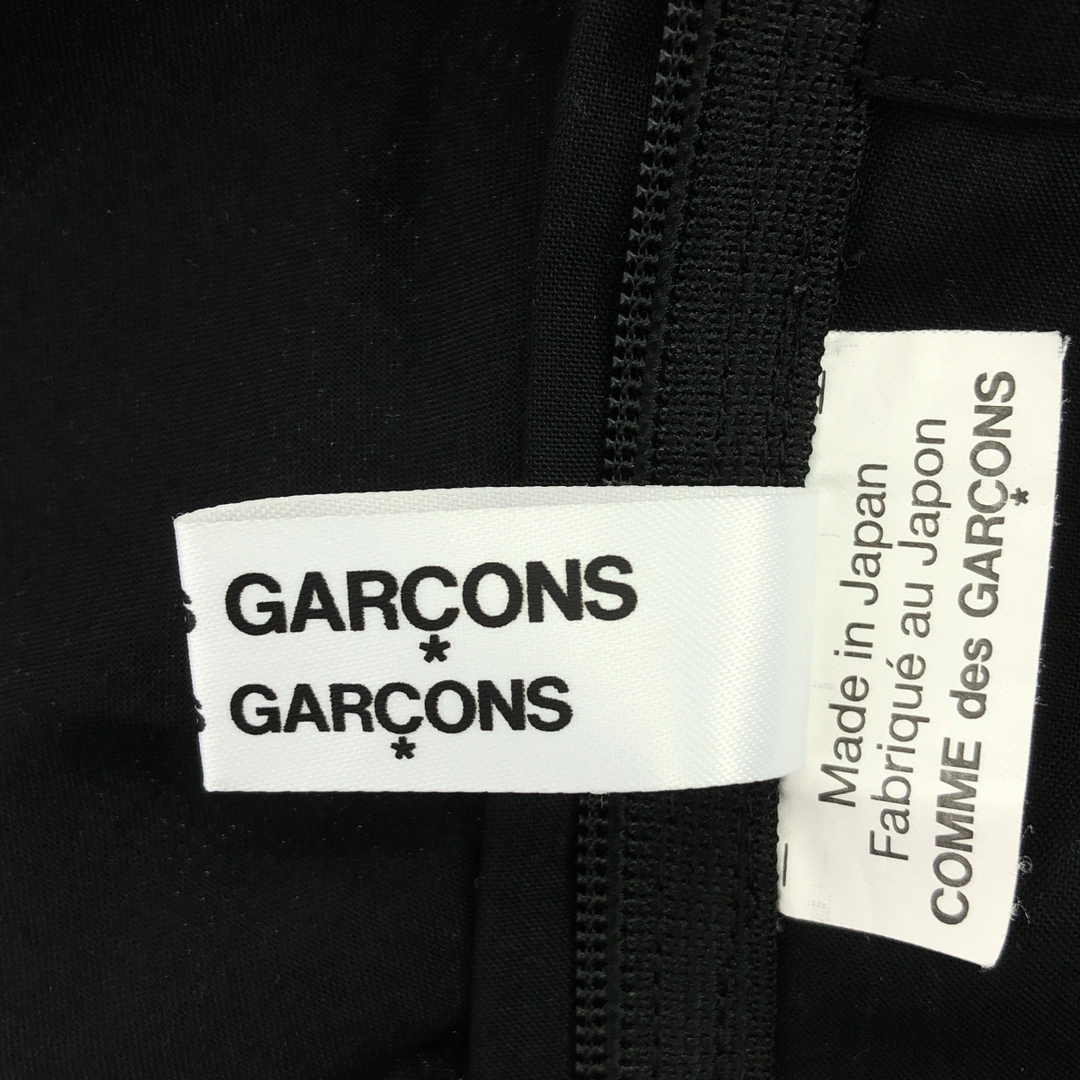 GARÇONS
GARÇONS
Made in Japan
Fabriqué au Japon
COMME des GARÇONS